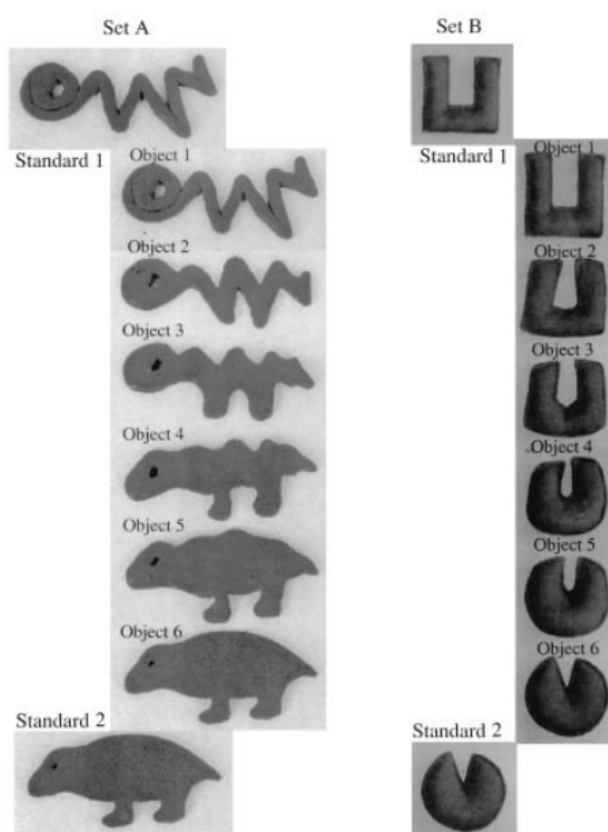 Set A
Standard 1
Object 1
Object 2
Object 3
Object 4
Object 5
Object 6
Standard 2
Set B
Standard 1
Object 1
Object 2
Object 3
Object 4
Object 5
Object 6
Standard 2